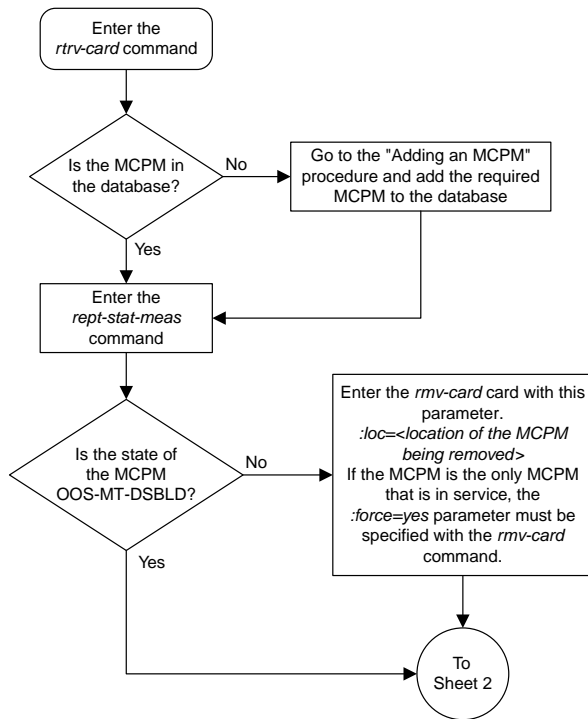 Enter the
rtrv-card command
Is the MCPM in
the database?
No
Go to the "Adding an MCPM"
procedure and add the required
MCPM to the database
Yes
Enter the
rept-stat-meas
command
Is the state of
the MCPM
OOS-MT-DSBLD?
No
Enter the rmv-card card with this
parameter.
:loc=<location of the MCPM
being removed>
If the MCPM is the only MCPM
that is in service, the
:force=yes parameter must be
specified with the rmv-card
command.
Yes
To
Sheet 2